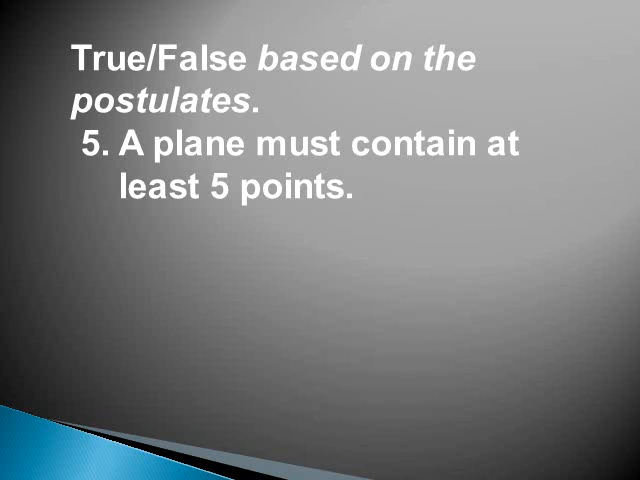 True/False based on the
postulates.
5. A plane must contain at
least 5 points.